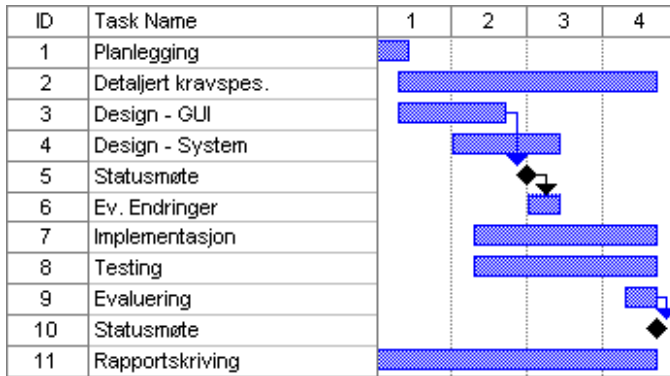 ID Task Name 1 2 3 4
1 Planlegging
2 Detaljert kravspes.
3 Design - GUI
4 Design - System
5 Statusmøte
6 Ev. Endringer
7 Implementasjon
8 Testing
9 Evaluering
10 Statusmøte
11 Rapportskriving